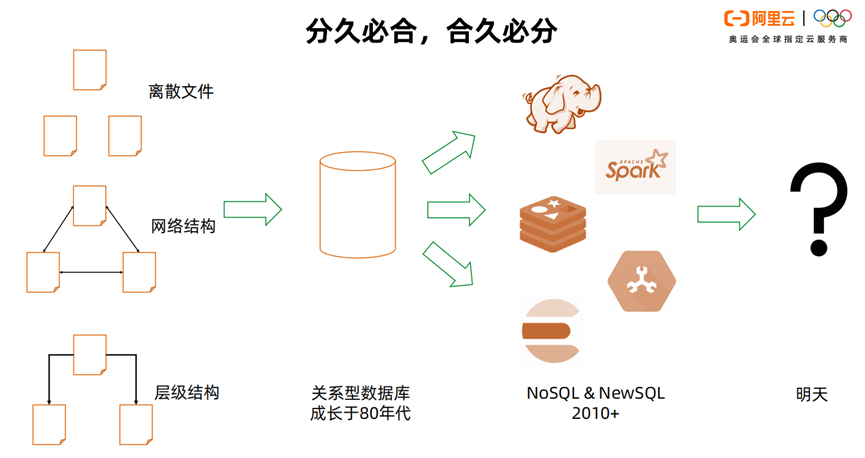 分久必合，合久必分
阿里云
奥运会全球指定云服务商
离散文件
网络结构
层级结构
关系型数据库
成长于80年代
APACHE
Spark
NoSQL & NewSQL
2010+
?
明天